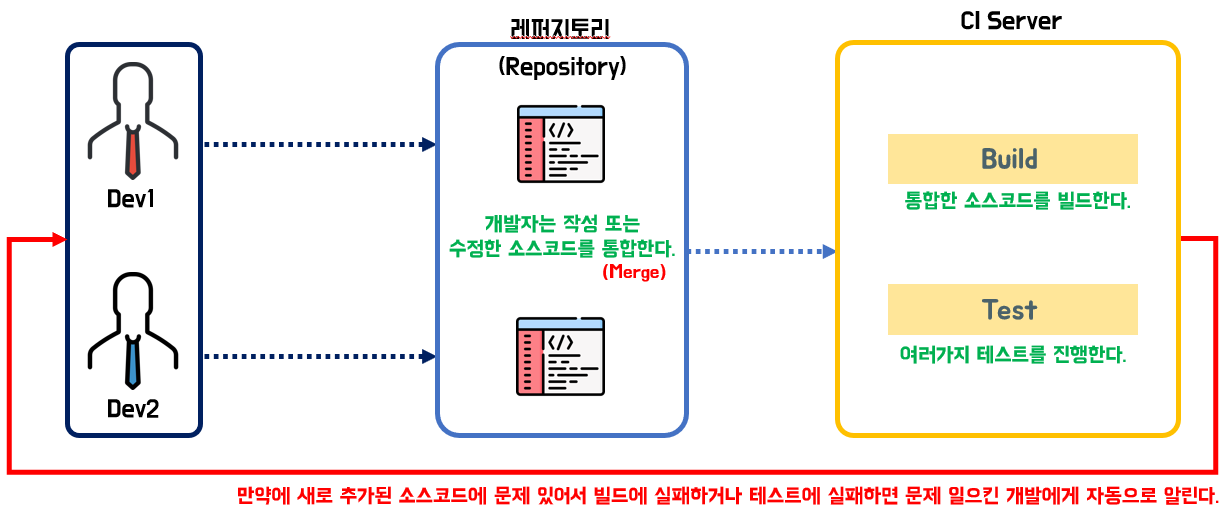 레퍼지토리
(Repository)
CI Server
Dev1
Dev2
</>
개발자는 작성 또는
수정한 소스코드를 통합한다.
(Merge)
</>
Build
통합한 소스코드를 빌드한다.
Test
여러가지 테스트를 진행한다.
만약에 새로 추가된 소스코드에 문제 있어서 빌드에 실패하거나 테스트에 실패하면 문제 일으킨 개발에게 자동으로 알린다.